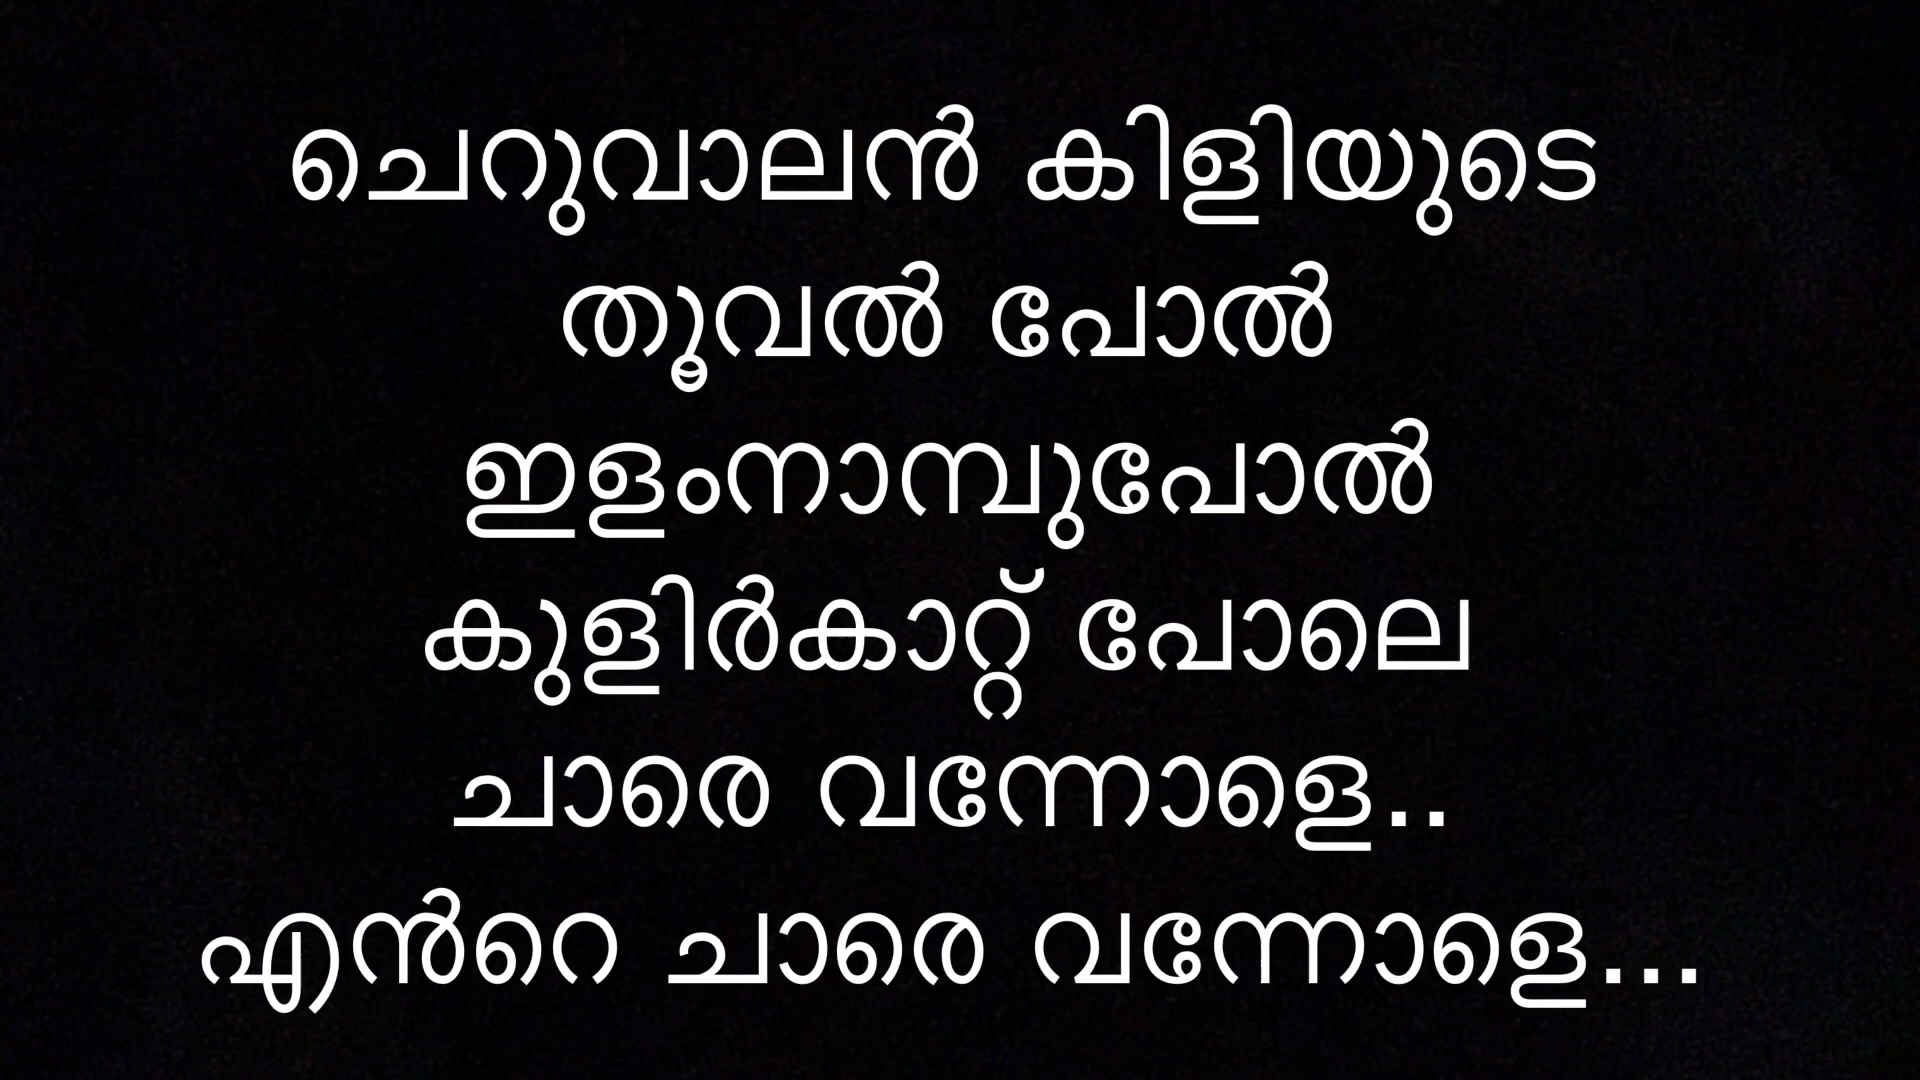 ചെറുവാലൻ കിളിയുടെ
തൂവൽ പോൽ
ഇളംനാമ്പുപോൽ
കുളിർകാറ്റ് പോലെ
ചാരെ വന്നോളെ..
എൻറെ ചാരെ വന്നോളെ...